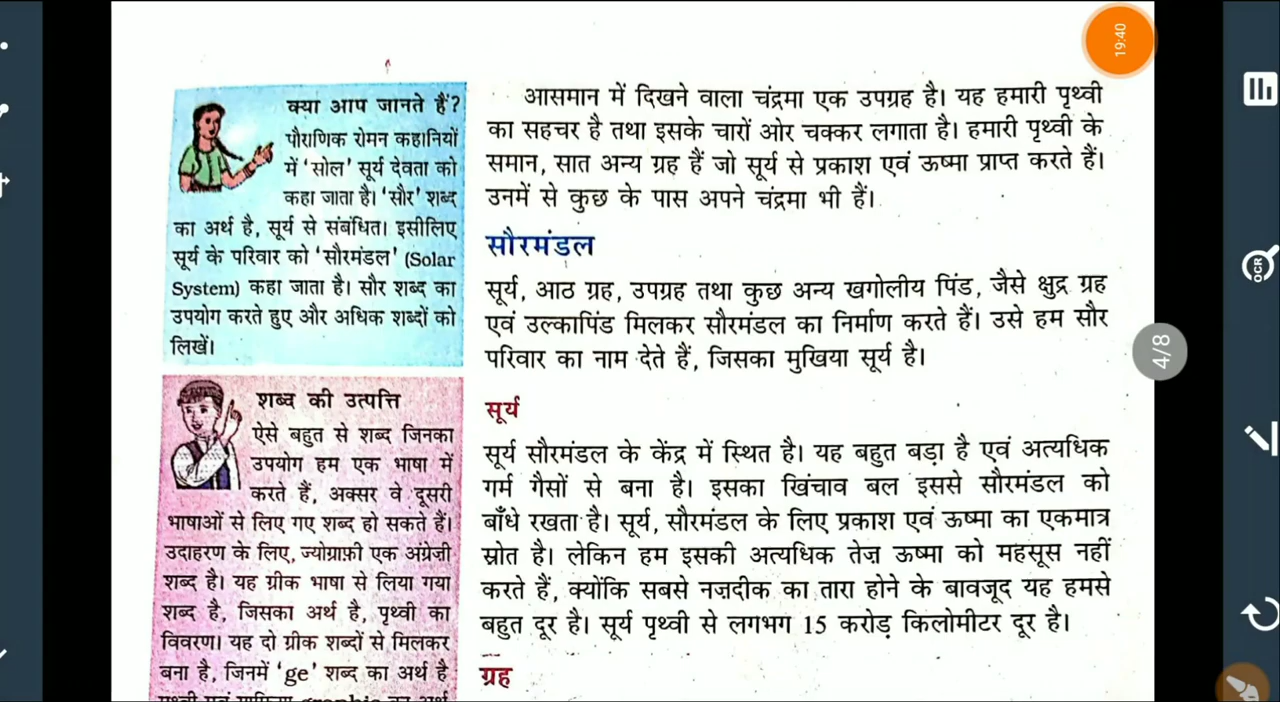 19:40
क्या आप जानते हैं?
पौराणिक रोमन कहानियों
में ‘सोल’ सूर्य देवता को
कहा जाता है। ‘सौर’ शब्द
का अर्थ है, सूर्य से संबंधित। इसीलिए
सूर्य के परिवार को ‘सौरमंडल’ (Solar
System) कहा जाता है। सौर शब्द का
उपयोग करते हुए और अधिक शब्दों को
लिखें।
शब्द की उत्पत्ति
ऐसे बहुत से शब्द जिनका
उपयोग हम एक भाषा में
करते हैं, अक्सर वे दूसरी
भाषाओं से लिए गए शब्द हो सकते हैं।
उदाहरण के लिए, ज्योग्राफ़ी एक अंग्रेजी
शब्द है। यह ग्रीक भाषा से लिया गया
शब्द है, जिसका अर्थ है, पृथ्वी का
विवरण। यह दो ग्रीक शब्दों से मिलकर
बना है, जिनमें ‘ge’ शब्द का अर्थ है
आसमान में दिखने वाला चंद्रमा एक उपग्रह है। यह हमारी पृथ्वी
का सहचर है तथा इसके चारों ओर चक्कर लगाता है। हमारी पृथ्वी के
समान, सात अन्य ग्रह हैं जो सूर्य से प्रकाश एवं ऊष्मा प्राप्त करते हैं।
उनमें से कुछ के पास अपने चंद्रमा भी हैं।
सौरमंडल
सूर्य, आठ ग्रह, उपग्रह तथा कुछ अन्य खगोलीय पिंड, जैसे क्षुद्र ग्रह
एवं उल्कापिंड मिलकर सौरमंडल का निर्माण करते हैं। उसे हम सौर
परिवार का नाम देते हैं, जिसका मुखिया सूर्य है।
सूर्य
सूर्य सौरमंडल के केंद्र में स्थित है। यह बहुत बड़ा है एवं अत्यधिक
गर्म गैसों से बना है। इसका खिंचाव बल इससे सौरमंडल को
बाँधे रखता है। सूर्य, सौरमंडल के लिए प्रकाश एवं ऊष्मा का एकमात्र
स्रोत है। लेकिन हम इसकी अत्यधिक तेज़ ऊष्मा को महसूस नहीं
करते हैं, क्योंकि सबसे नज़दीक का तारा होने के बावजूद यह हमसे
बहुत दूर है। सूर्य पृथ्वी से लगभग 15 करोड़ किलोमीटर दूर है।
ग्रह
4/8
OCR